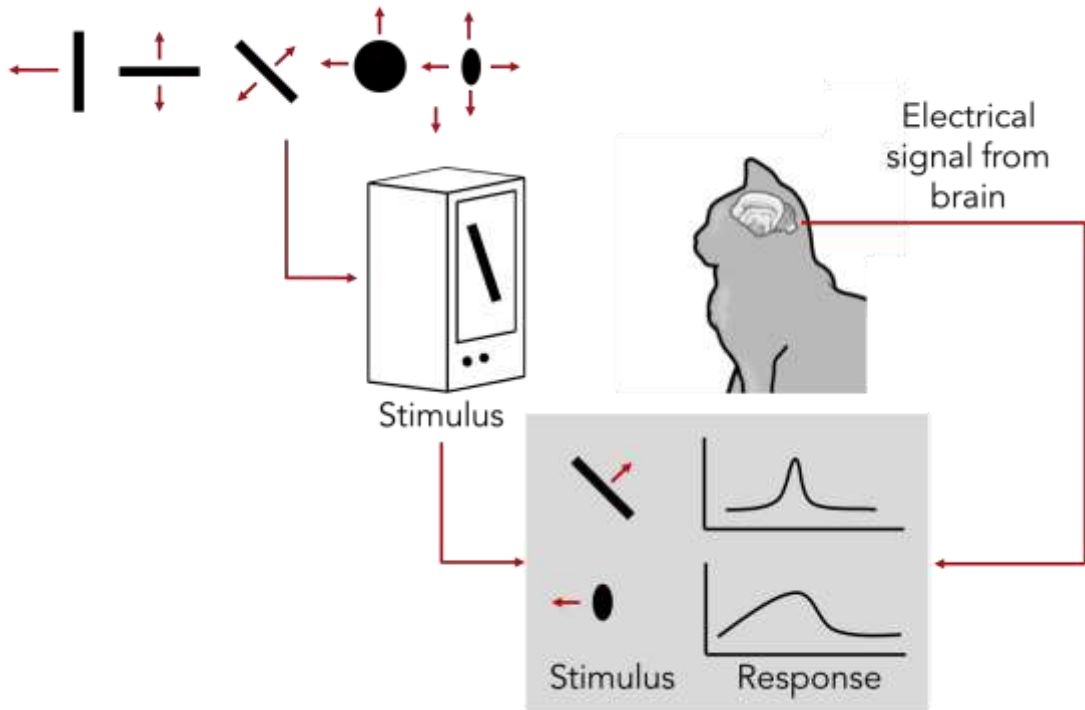 Electrical
signal from
brain
Stimulus
Stimulus
Response